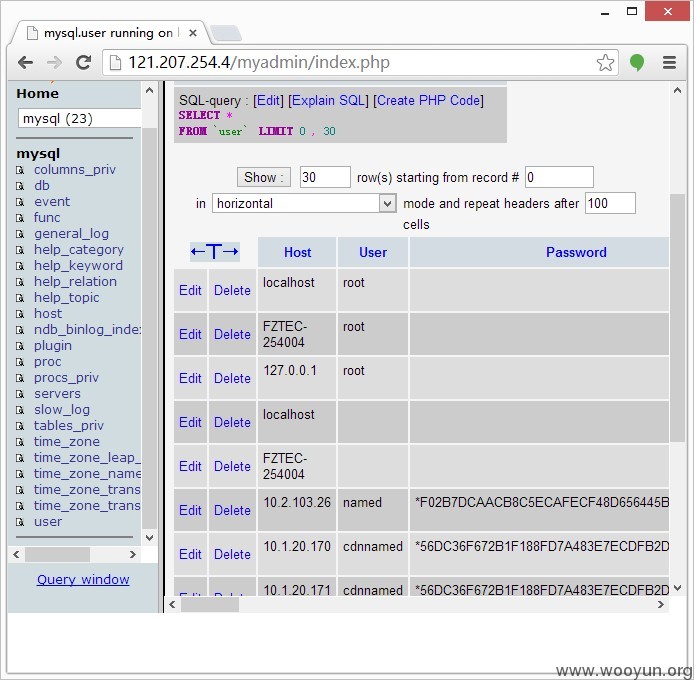 mysql.user running on
121.207.254.4/myadmin/index.php
Home
mysql (23)
mysql
columns_priv
db
event
func
general_log
help_category
help_keyword
help_relation
help_topic
host
ndb_binlog_inde
plugin
proc
procs_priv
servers
slow_log
tables_priv
time_zone
time_zone_leap_
time_zone_name
time_zone_trans
time_zone_trans
user
Query window
SQL-query : [Edit] [Explain SQL] [Create PHP Code]
SELECT *
FROM `user` LIMIT 0 , 30
Show : 30 row(s) starting from record # 0
in horizontal mode and repeat headers after 100
cells
Host User Password
Edit Delete localhost root
Edit Delete FZTEC-
254004 root
Edit Delete 127.0.0.1 root
Edit Delete localhost
Edit Delete FZTEC-
254004
Edit Delete 10.2.103.26 named *F02B7DCAACB8C5ECAFECF48D656445B
Edit Delete 10.1.20.170 cdnnamed *56DC36F672B1F188FD7A483E7ECDFB2D
Edit Delete 10.1.20.171 cdnnamed *56DC36F672B1F188FD7A483E7ECDFB2D
www.wooyun.org